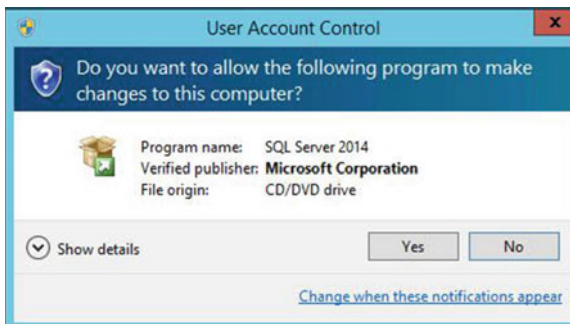 User Account Control
Do you want to allow the following program to make
changes to this computer?
Program name: SQL Server 2014
Verified publisher: Microsoft Corporation
File origin: CD/DVD drive
Show details
Yes No
Change when these notifications appear